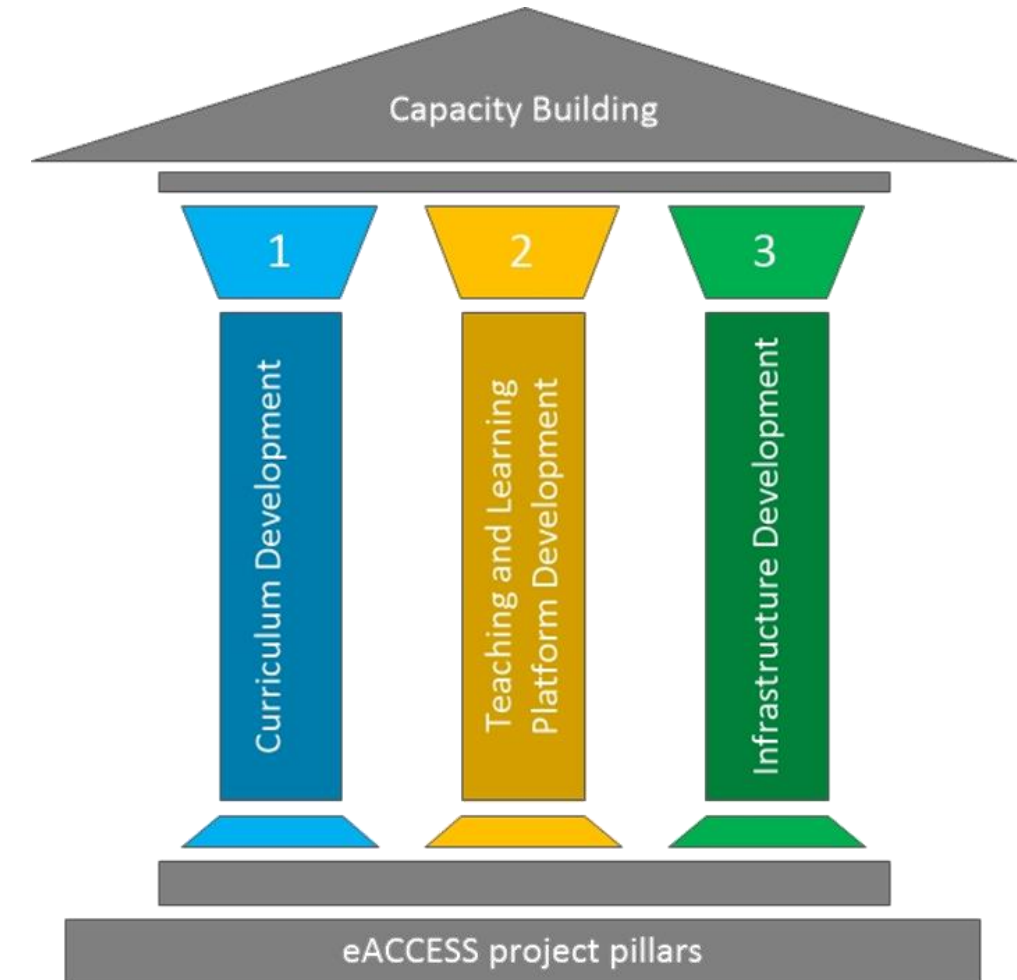 Capacity Building
1
2
3
Curriculum Development
Teaching and Learning
Platform Development
Infrastructure Development
eACCESS project pillars